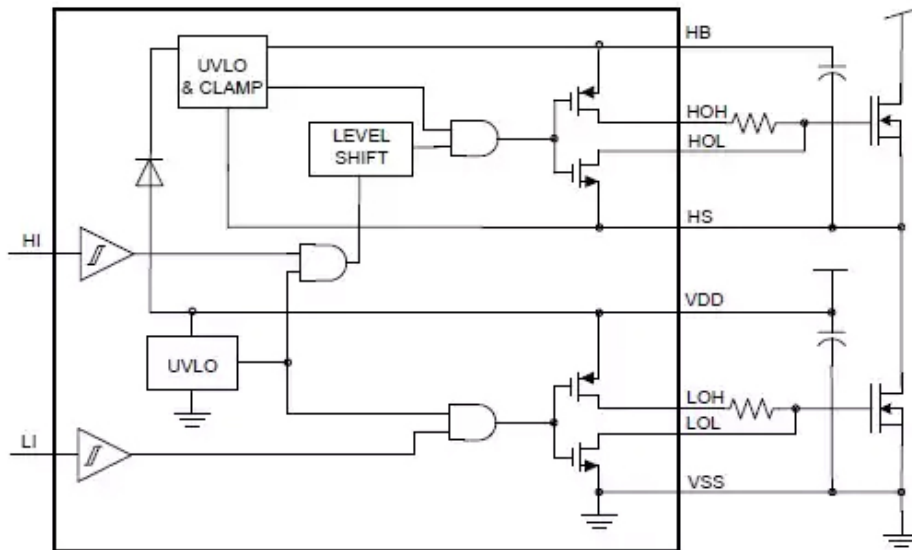 HB
UVLO
& CLAMP
HOH
LEVEL
SHIFT
HOL
HS
HI
VDD
UVLO
LOH
LOL
LI
VSS